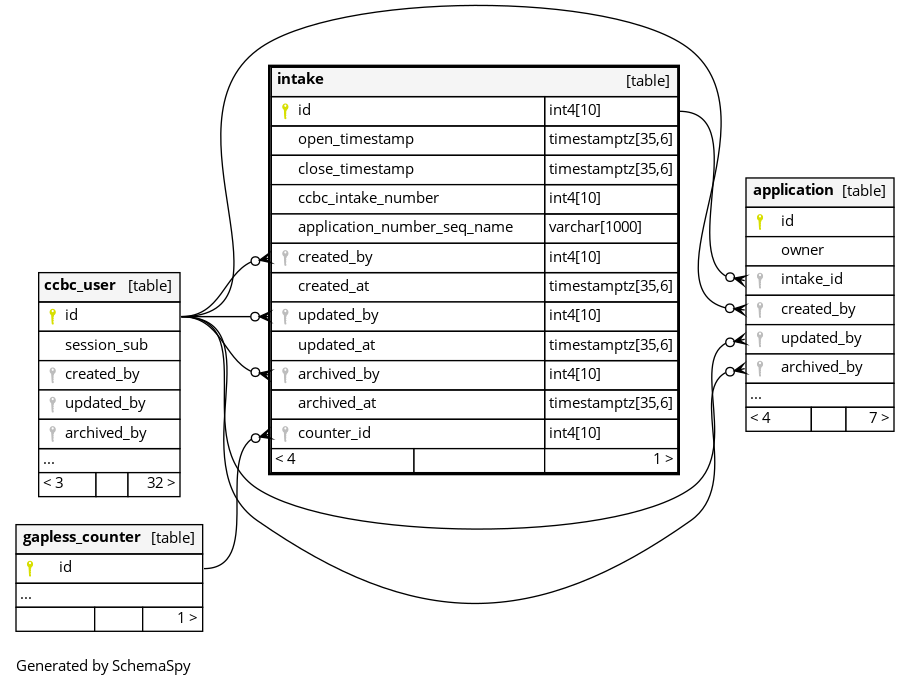 intake [table]
id int4[10]
open_timestamp timestamptz[35,6]
close_timestamp timestamptz[35,6]
ccbc_intake_number int4[10]
application_number_seq_name varchar[1000]
created_by int4[10]
created_at timestamptz[35,6]
updated_by int4[10]
updated_at timestamptz[35,6]
archived_by int4[10]
archived_at timestamptz[35,6]
counter_id int4[10]
< 4 1 >
application [table]
id
owner
intake_id
created_by
updated_by
archived_by
...
< 4 7 >
ccbc_user [table]
id
session_sub
created_by
updated_by
archived_by
...
< 3 32 >
gapless_counter [table]
id
...
1 >
Generated by SchemaSpy